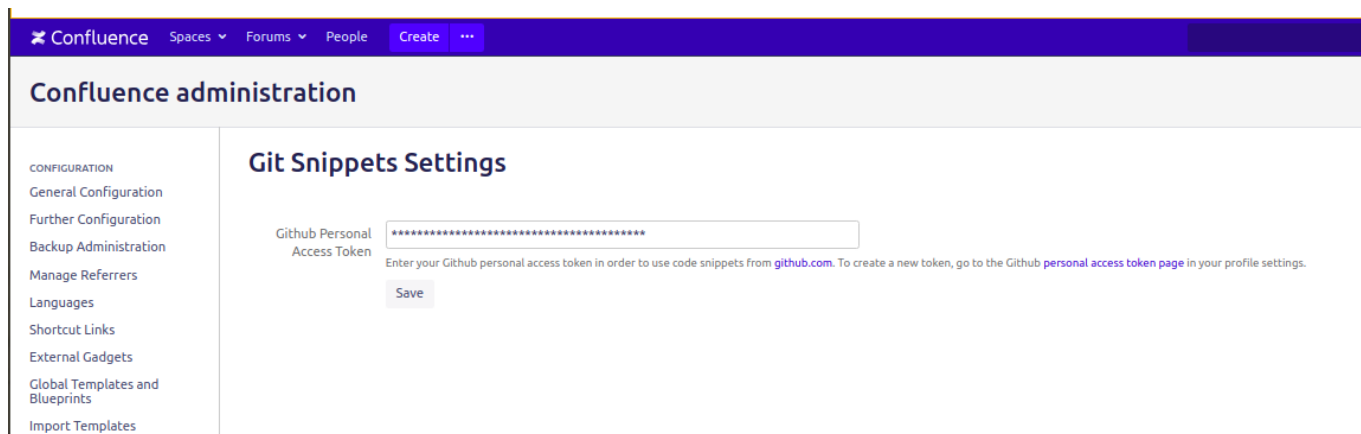 Confluence Spaces Forums People Create ...
Confluence administration
CONFIGURATION
General Configuration
Further Configuration
Backup Administration
Manage Referrers
Languages
Shortcut Links
External Gadgets
Global Templates and
Blueprints
Import Templates
Git Snippets Settings
Github Personal
Access Token
****************************************
Enter your Github personal access token in order to use code snippets from github.com. To create a new token, go to the Github personal access token page in your profile settings.
Save